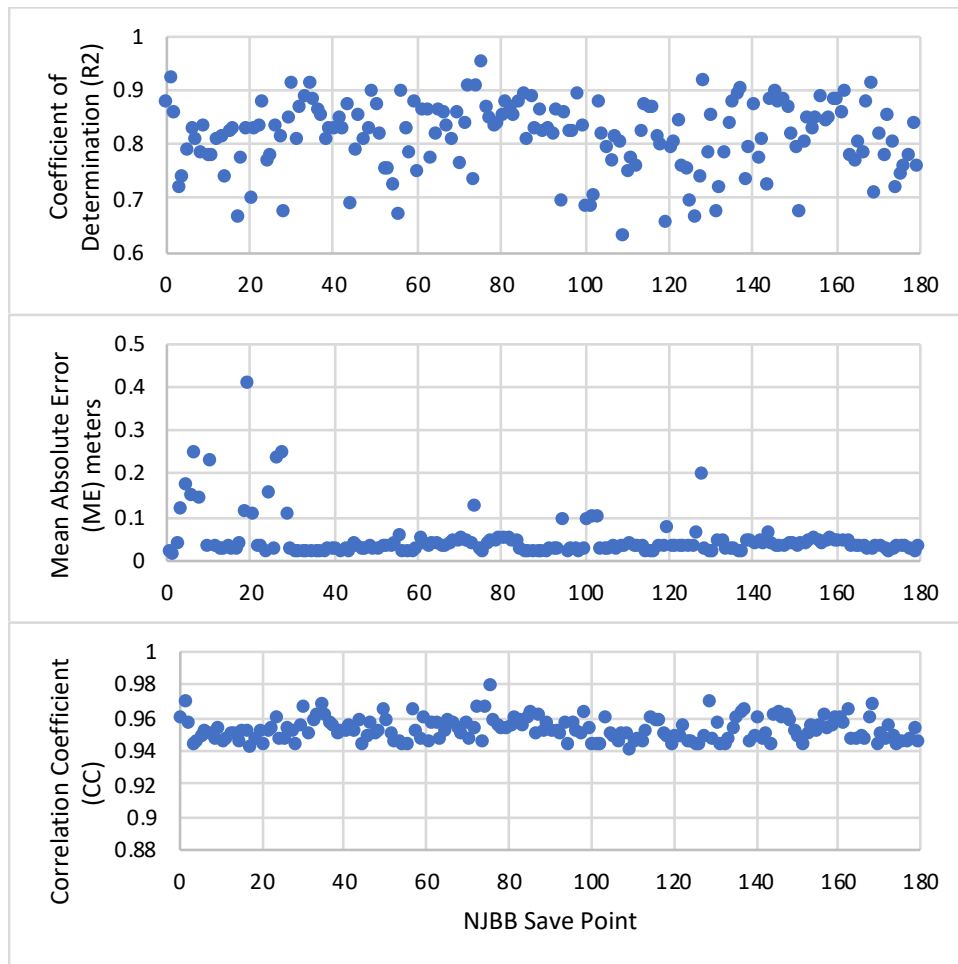 Coefficient of
Determination (R2)
1
0.9
0.8
0.7
0.6
0 20 40 60 80 100 120 140 160 180
Mean Absolute Error
(ME) meters
0.5
0.4
0.3
0.2
0.1
0
0 20 40 60 80 100 120 140 160 180
Correlation Coefficient
(CC)
1
0.98
0.96
0.94
0.92
0.9
0.88
0 20 40 60 80 100 120 140 160 180
NJBB Save Point